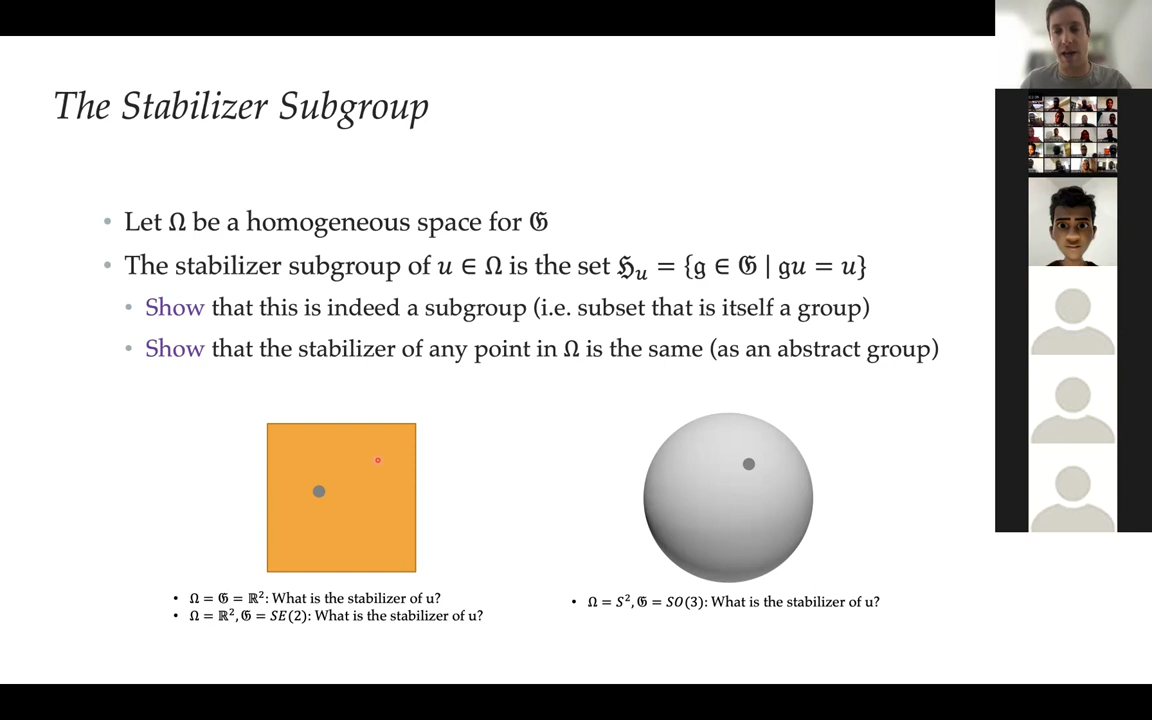 The Stabilizer Subgroup
• Let Ω be a homogeneous space for 𝔊
• The stabilizer subgroup of u ∈ Ω is the set ℌᵤ = {𝔤 ∈ 𝔊 | 𝔤u = u}
• Show that this is indeed a subgroup (i.e. subset that is itself a group)
• Show that the stabilizer of any point in Ω is the same (as an abstract group)
• Ω = 𝔊 = ℝ²: What is the stabilizer of u?
• Ω = ℝ², 𝔊 = SE(2): What is the stabilizer of u?
• Ω = S², 𝔊 = SO(3): What is the stabilizer of u?